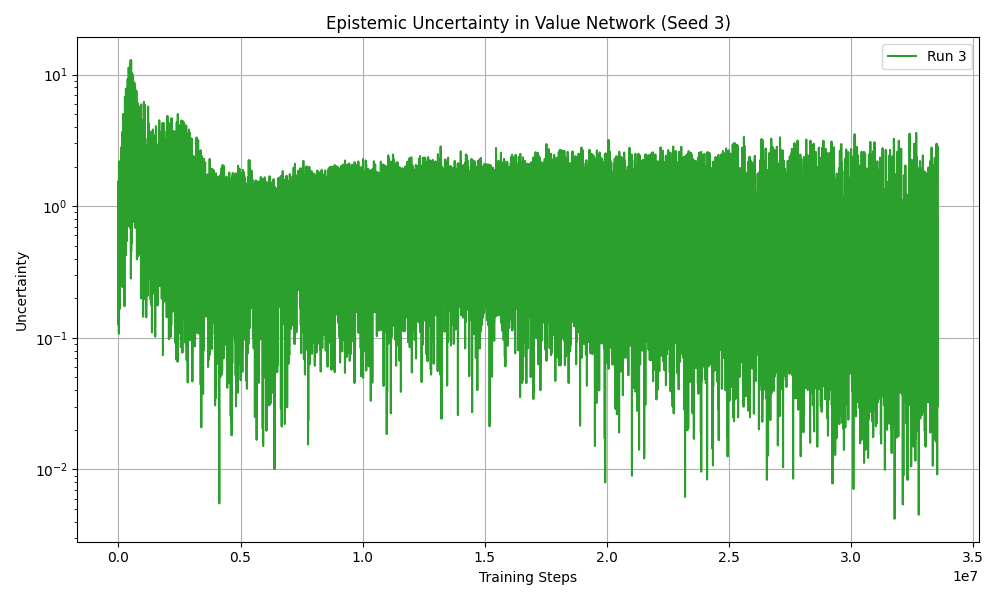 Epistemic Uncertainty in Value Network (Seed 3)
Run 3
Uncertainty
10¹
10⁰
10⁻¹
10⁻²
0.0 0.5 1.0 1.5 2.0 2.5 3.0 3.5
1e7
Training Steps